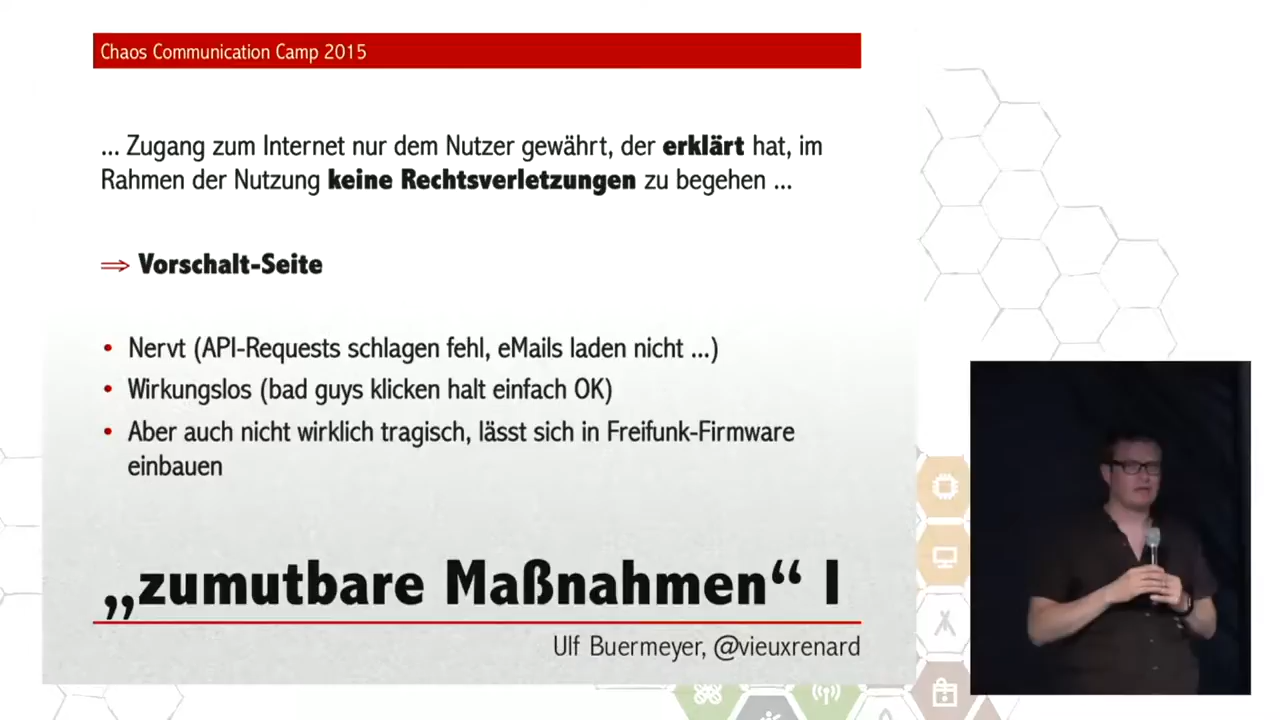 Chaos Communication Camp 2015
... Zugang zum Internet nur dem Nutzer gewährt, der erklärt hat, im
Rahmen der Nutzung keine Rechtsverletzungen zu begehen ...
⇒ Vorschalt-Seite
• Nervt (API-Requests schlagen fehl, eMails laden nicht ...)
• Wirkungslos (bad guys klicken halt einfach OK)
• Aber auch nicht wirklich tragisch, lässt sich in Freifunk-Firmware
einbauen
„zumutbare Maßnahmen“ I
Ulf Buermeyer, @vieuxrenard